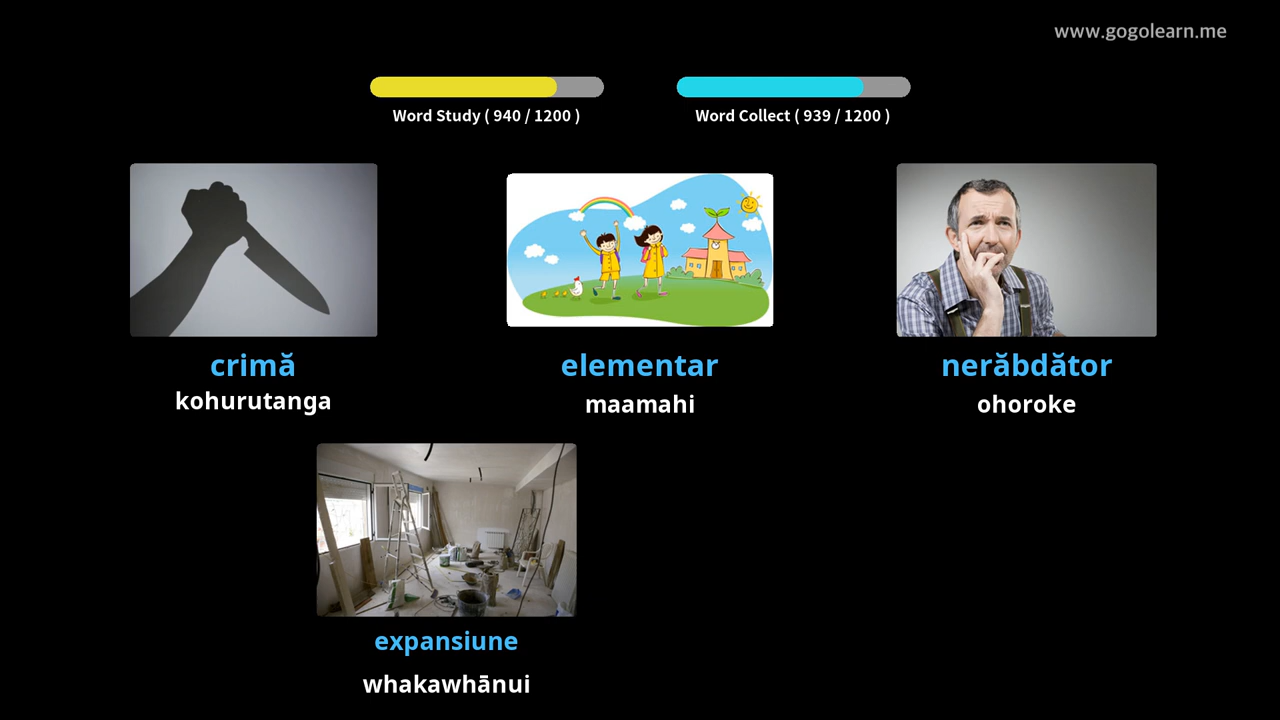 www.gogolearn.me
Word Study ( 940 / 1200 )
Word Collect ( 939 / 1200 )
crimă
kohurutanga
elementar
maamahi
nerăbdător
ohoroke
expansiune
whakawhānui